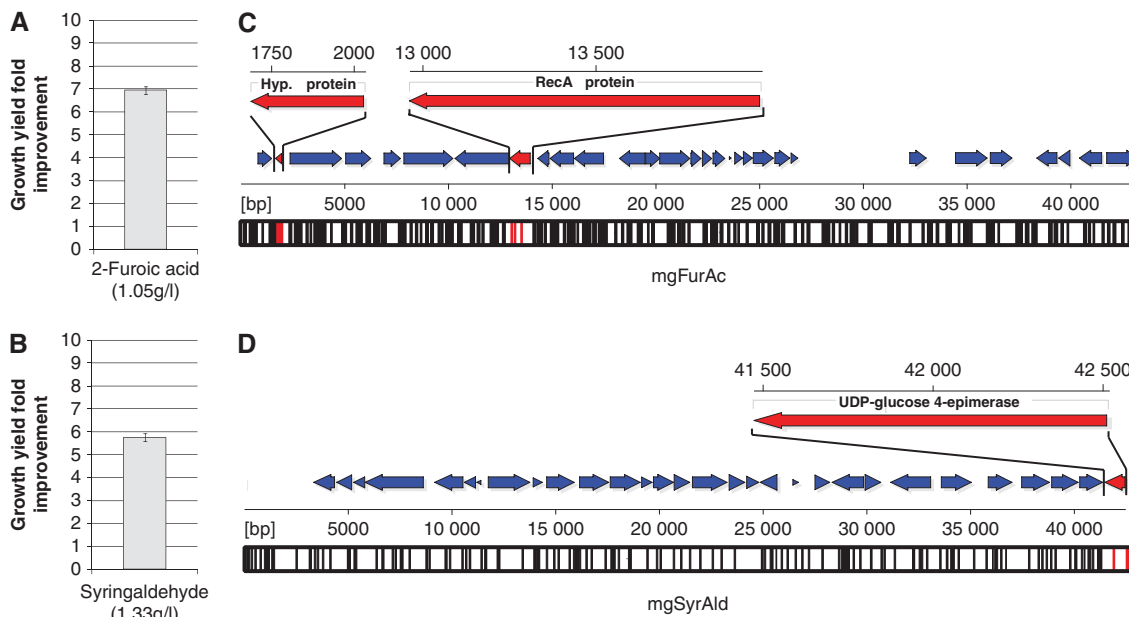 A
10
9
8
7
6
5
4
3
2
1
0
Growth yield fold
improvement
2-Furoic acid
(1.05g/l)
C
1750 2040
13 000 13 500
Hyp. protein
RecA protein
[bp] 5000 10 000 15 000 20 000 25 000 30 000 35 000 40 000
mgFurAc
B
10
9
8
7
6
5
4
3
2
1
0
Growth yield fold
improvement
Syringaldehyde
(1.33g/l)
D
41 500 42 000 42 500
UDP-glucose 4-epimerase
[bp] 5000 10 000 15 000 20 000 25 000 30 000 35 000 40 000
mgSyrAld